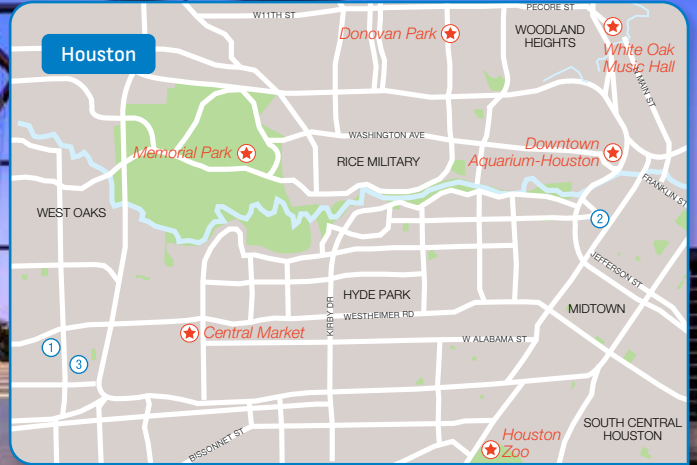 PECORE ST
W11TH ST
Donovan Park
WOODLAND
HEIGHTS
White Oak
Music Hall
Houston
N MAIN ST
WASHINGTON AVE
Memorial Park
RICE MILITARY
Downtown
Aquarium-Houston
FRANKLIN ST
WEST OAKS
2
JEFFERSON ST
HYDE PARK
KIRBY DR
WESTHEIMER RD
MIDTOWN
Central Market
W ALABAMA ST
1
3
SOUTH CENTRAL
HOUSTON
BISSONNET ST
Houston
Zoo